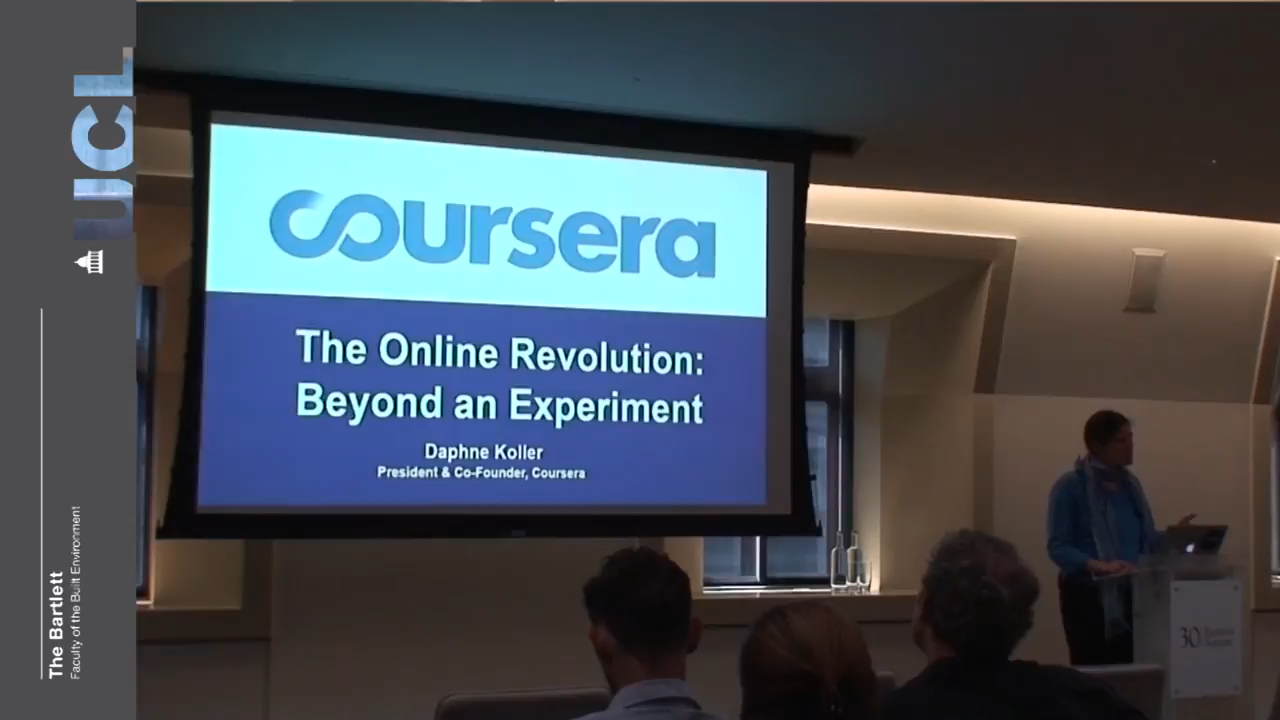 UCL
The Bartlett
Faculty of the Built Environment
coursera
The Online Revolution:
Beyond an Experiment
Daphne Koller
President & Co-Founder, Coursera
30